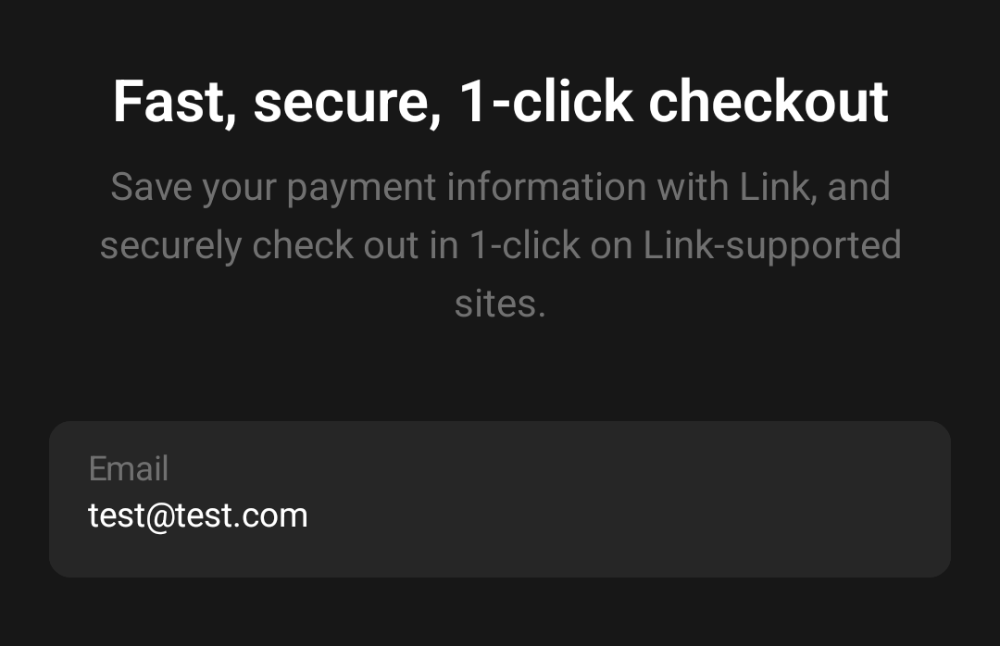 Fast, secure, 1-click checkout
Save your payment information with Link, and
securely check out in 1-click on Link-supported
sites.
Email
test@test.com